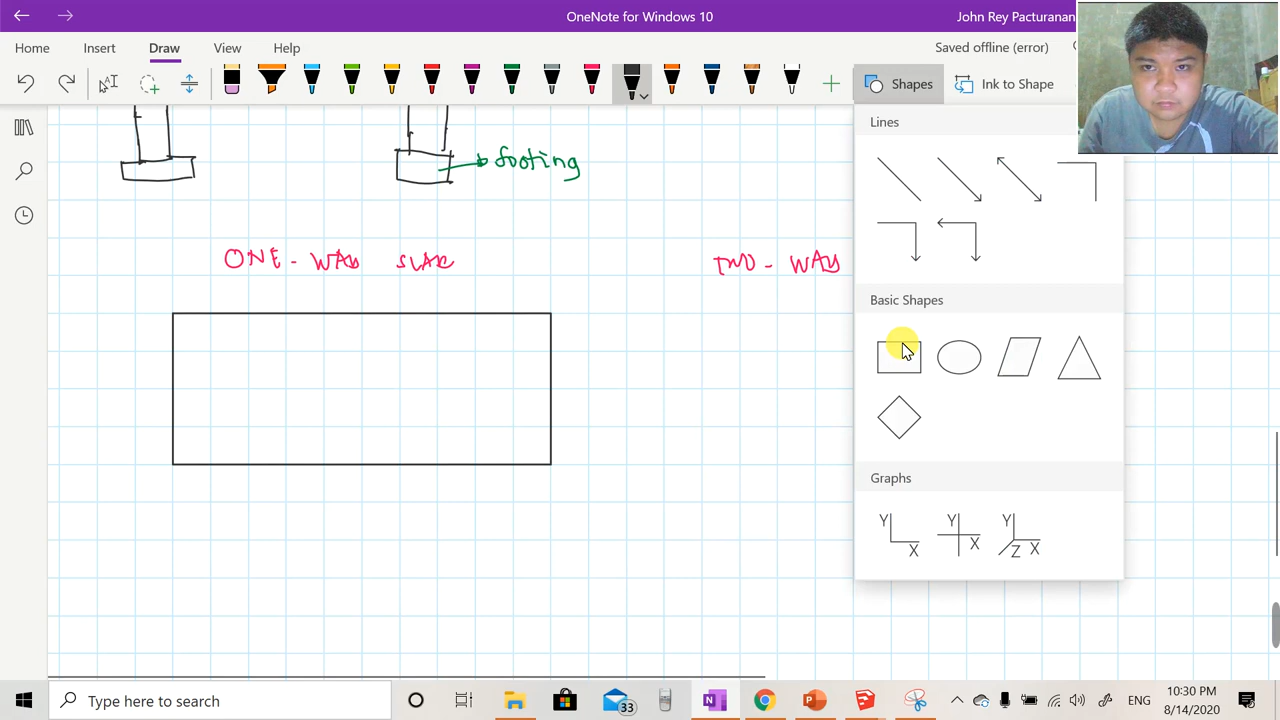 OneNote for Windows 10
John Rey Pacturanan
Home Insert Draw View Help
Saved offline (error)
Shapes Ink to Shape
Lines
footing
ONE - WAY SLAB
TWO - WAY
Basic Shapes
Graphs
Y X Y X Y Z X
Type here to search
33
ENG
10:30 PM
8/14/2020